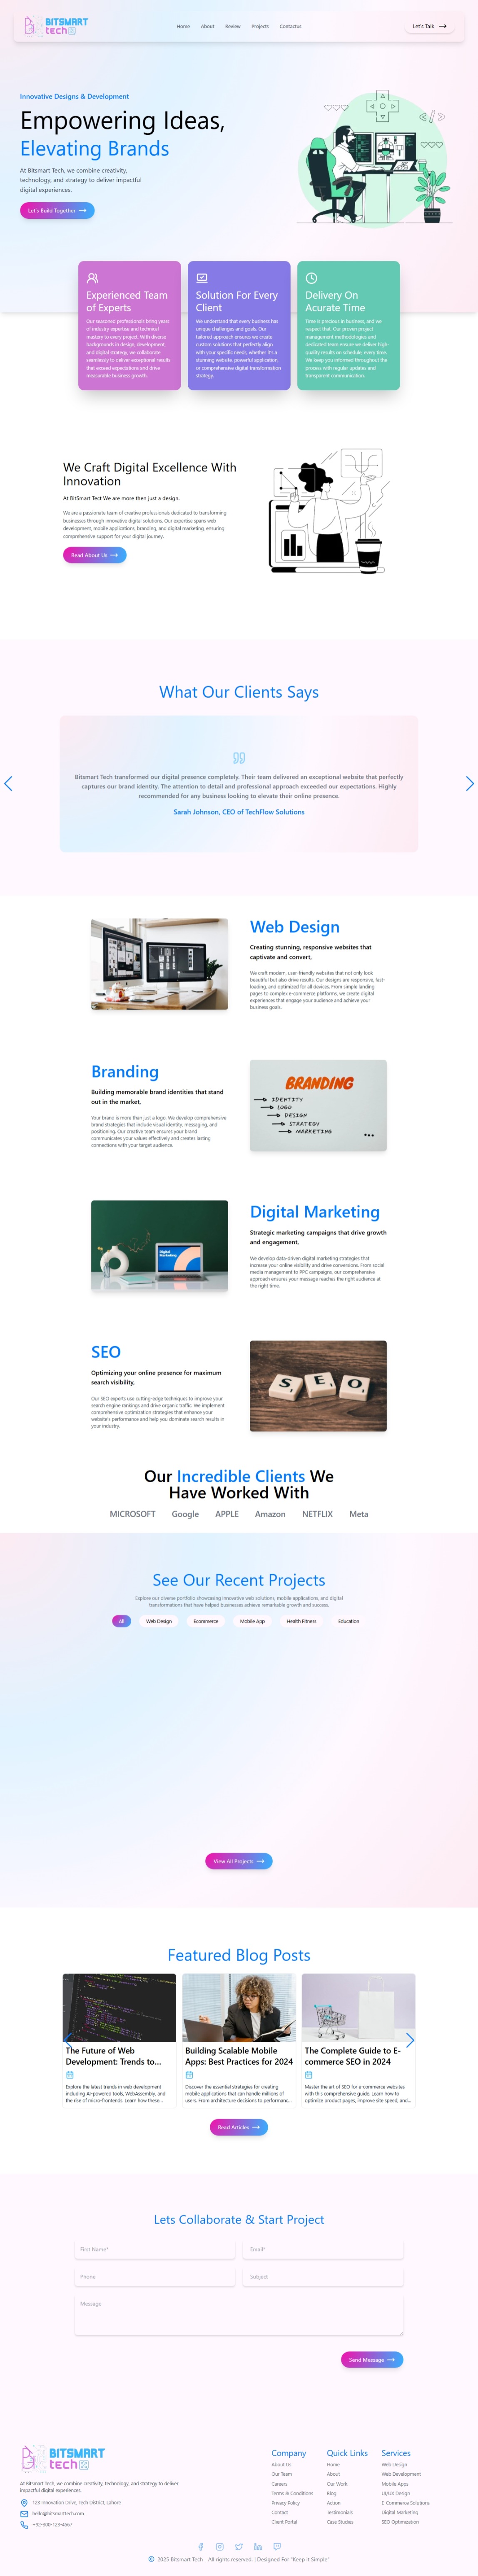 BITSMART
tech
Home About Review Projects Contactus
Let's Talk
Innovative Designs & Development
Empowering Ideas,
Elevating Brands
At Bitsmart Tech, we combine creativity,
technology, and strategy to deliver impactful
digital experiences.
Let's Build Together
Experienced Team
of Experts
Our seasoned professionals bring years
of industry expertise and technical
mastery to every project. With diverse
backgrounds in design, development,
and digital strategy, we collaborate
seamlessly to deliver exceptional results
that exceed expectations and drive
measurable business growth.
Solution For Every
Client
We understand that every business has
unique challenges and goals. Our
tailored approach ensures we create
custom solutions that perfectly align
with your specific needs, whether it's a
stunning website, powerful application,
or comprehensive digital transformation
strategy.
Delivery On
Acurate Time
Time is precious in business, and we
respect that. Our proven project
management methodologies and
dedicated team ensure we deliver high-
quality results on schedule, every time.
We keep you informed throughout the
process with regular updates and
transparent communication.
We Craft Digital Excellence With
Innovation
At BitSmart Tect We are more then just a design.
We are a passionate team of creative professionals dedicated to transforming
businesses through innovative digital solutions. Our expertise spans web
development, mobile applications, branding, and digital marketing, ensuring
comprehensive support for your digital journey.
Read About Us
What Our Clients Says
Bitsmart Tech transformed our digital presence completely. Their team delivered an exceptional website that perfectly
captures our brand identity. The attention to detail and professional approach exceeded our expectations. Highly
recommended for any business looking to elevate their online presence.
Sarah Johnson, CEO of TechFlow Solutions
Web Design
Creating stunning, responsive websites that
captivate and convert,
We craft modern, user-friendly websites that not only look
beautiful but also drive results. Our designs are responsive, fast-
loading, and optimized for all devices. From simple landing
pages to complex e-commerce platforms, we create digital
experiences that engage your audience and achieve your
business goals.
Branding
Building memorable brand identities that stand
out in the market,
Your brand is more than just a logo. We develop comprehensive
brand strategies that include visual identity, messaging, and
positioning. Our creative team ensures your brand
communicates your values effectively and creates lasting
connections with your target audience.
BRANDING
IDENTITY
LOGO
DESIGN
STRATEGY
MARKETING
Digital Marketing
Strategic marketing campaigns that drive growth
and engagement,
We develop data-driven digital marketing strategies that
increase your online visibility and drive conversions. From social
media management to PPC campaigns, our comprehensive
approach ensures your message reaches the right audience at
the right time.
Digital
Marketing
SEO
Optimizing your online presence for maximum
search visibility,
Our SEO experts use cutting-edge techniques to improve your
search engine rankings and drive organic traffic. We implement
comprehensive optimization strategies that enhance your
website's performance and help you dominate search results in
your industry.
S E O
Our Incredible Clients We
Have Worked With
MICROSOFT Google APPLE Amazon NETFLIX Meta
See Our Recent Projects
Explore our diverse portfolio showcasing innovative web solutions, mobile applications, and digital
transformations that have helped businesses achieve remarkable growth and success.
All Web Design Ecommerce Mobile App Health Fitness Education
View All Projects
Featured Blog Posts
The Future of Web
Development: Trends to...
Explore the latest trends in web development
including AI-powered tools, WebAssembly, and
the rise of micro-frontends. Learn how these...
Building Scalable Mobile
Apps: Best Practices for 2024
Discover the essential strategies for creating
mobile applications that can handle millions of
users. From architecture decisions to performanc...
The Complete Guide to E-
commerce SEO in 2024
Master the art of SEO for e-commerce websites
with this comprehensive guide. Learn how to
optimize product pages, improve site speed, and...
Read Articles
Lets Collaborate & Start Project
First Name*
Email*
Phone
Subject
Message
Send Message
BITSMART
tech
At Bitsmart Tech, we combine creativity, technology, and strategy to deliver
impactful digital experiences.
123 Innovation Drive, Tech District, Lahore
hello@bitsmarttech.com
+92-300-123-4567
Company
About Us
Our Team
Careers
Terms & Conditions
Privacy Policy
Contact
Client Portal
Quick Links
Home
About
Our Work
Blog
Action
Testimonials
Case Studies
Services
Web Design
Web Development
Mobile Apps
UI/UX Design
E-Commerce Solutions
Digital Marketing
SEO Optimization
© 2025 Bitsmart Tech - All rights reserved. | Designed For "Keep it Simple"